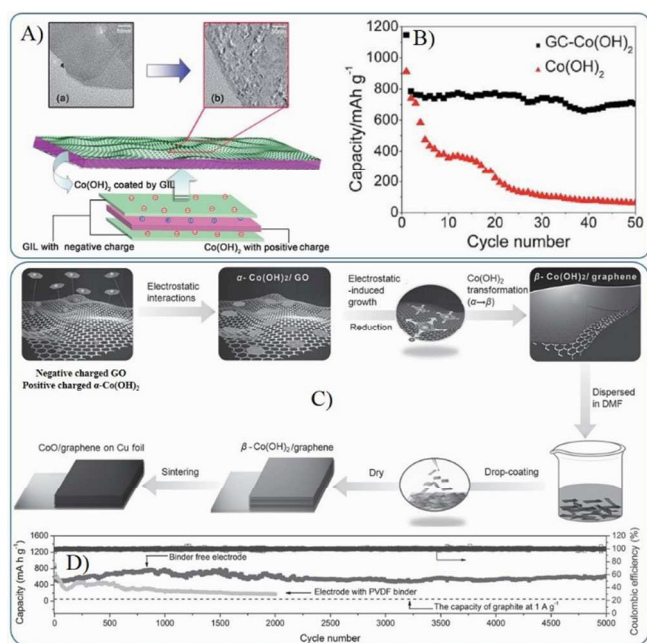 A)
(a)
(b)
Co(OH)2 coated by GIL
GIL with negative charge
Co(OH)2 with positive charge
B)
Capacity/mAh g-1
1200
1000
800
600
400
200
0
GC-Co(OH)2
Co(OH)2
0 10 20 30 40 50
Cycle number
Electrostatic
interactions
α- Co(OH)2/ GO
Electrostatic
-induced
growth
Reduction
Co(OH)2
transformation
(α→β)
β- Co(OH)2/ graphene
Negative charged GO
Positive charged α-Co(OH)2
C)
Dispersed
in DMF
CoO/graphene on Cu foil
Sintering
β-Co(OH)2/graphene
Dry
Drop-coating
D)
Capacity (mA h g-1)
1600
1200
800
400
0
Binder free electrode
Electrode with PVDF binder
The capacity of graphite at 1 A g-1
120
100
80
60
40
20
0
Coulombic efficiency (%)
0 500 1000 1500 2000 2500 3000 3500 4000 4500 5000
Cycle number